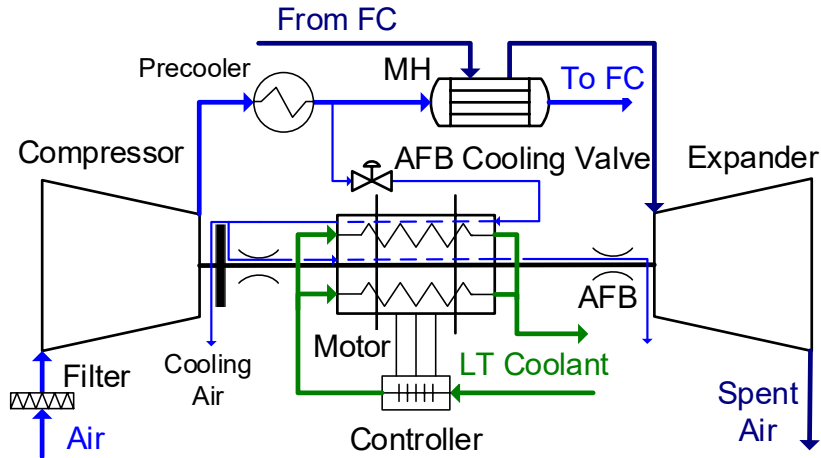 From FC
Precooler
MH
To FC
Compressor
AFB Cooling Valve
Expander
AFB
Cooling
Air
Motor
Filter
LT Coolant
Air
Controller
Spent
Air